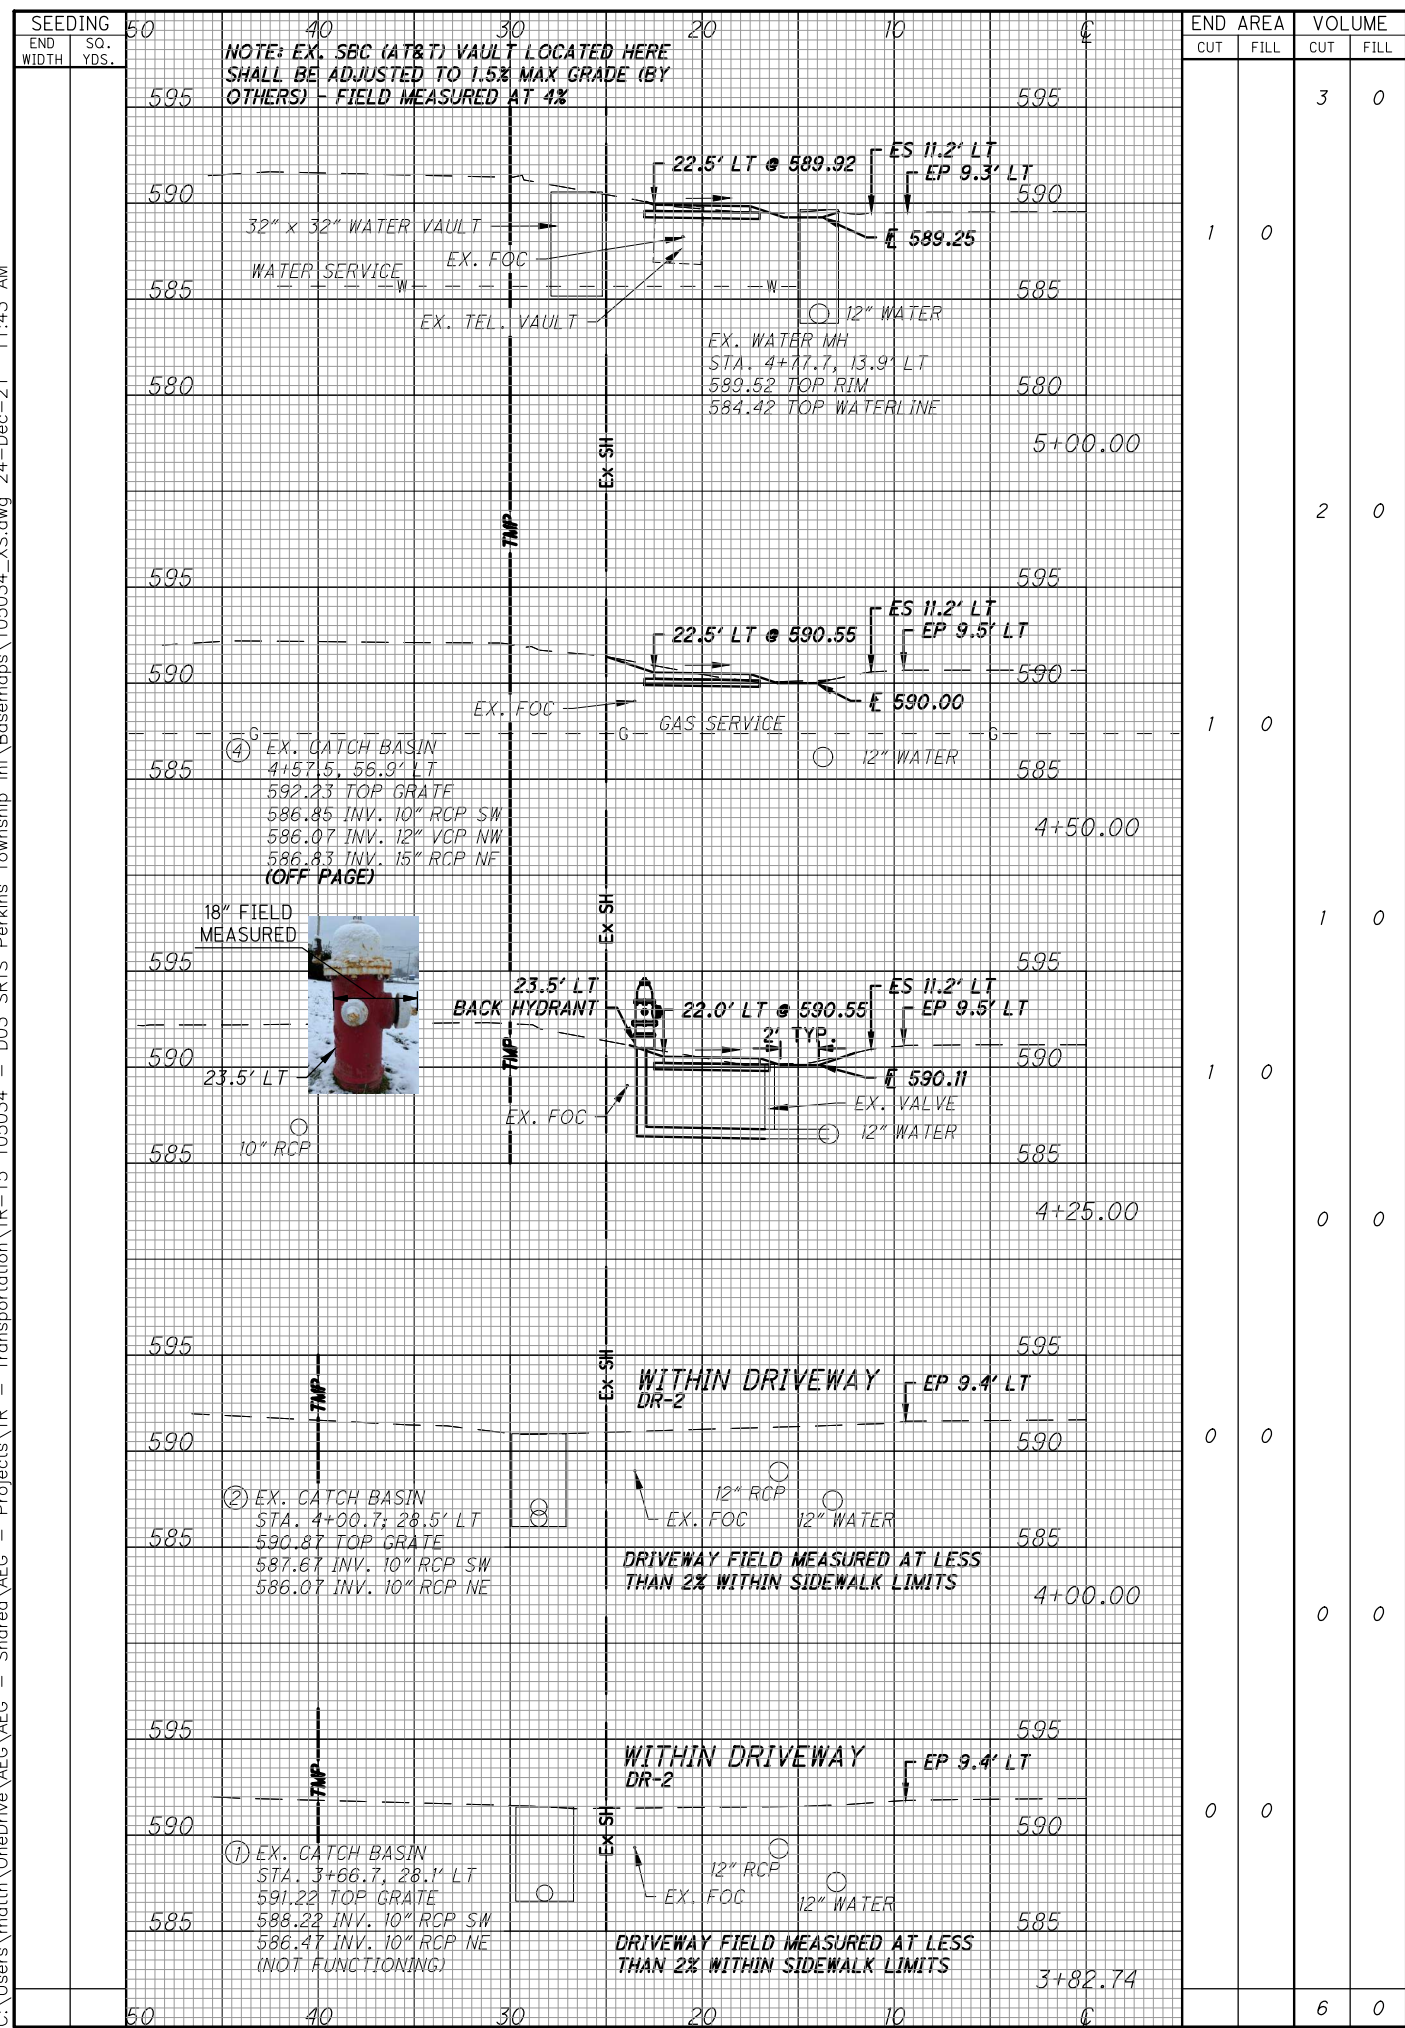 SEEDING
END WIDTH
SQ. YDS.
END AREA
VOLUME
CUT FILL CUT FILL
50 40 30 20 10 ℄
NOTE: EX. SBC (AT&T) VAULT LOCATED HERE
SHALL BE ADJUSTED TO 1.5% MAX GRADE (BY
OTHERS) - FIELD MEASURED AT 4%
595 595
3 0
ES 11.2' LT
22.5' LT @ 589.92
EP 9.3' LT
590 590
32" x 32" WATER VAULT
℄ 589.25
1 0
EX. FOC
WATER SERVICE
W W
585 585
EX. TEL. VAULT
12" WATER
EX. WATER MH
STA. 4+77.7, 13.9' LT
589.52 TOP RIM
584.42 TOP WATERLINE
580 580
5+00.00
Ex SH
TMP
2 0
595 595
ES 11.2' LT
22.5' LT @ 590.55
EP 9.5' LT
590 590
℄ 590.00
EX. FOC
GAS SERVICE
G G G
1 0
12" WATER
585 585
4 EX. CATCH BASIN
4+57.5, 56.9' LT
592.23 TOP GRATE
586.85 INV. 10" RCP SW
586.07 INV. 12" VCP NW
586.83 INV. 15" RCP NE
(OFF PAGE)
4+50.00
Ex SH
1 0
18" FIELD
MEASURED
595 595
23.5' LT
BACK HYDRANT
ES 11.2' LT
22.0' LT @ 590.55
EP 9.5' LT
2' TYP.
TMP
590 590
23.5' LT
℄ 590.11
1 0
EX. FOC
EX. VALVE
12" WATER
10" RCP
585 585
4+25.00
0 0
595 595
Ex SH
TMP
WITHIN DRIVEWAY
DR-2
EP 9.4' LT
590 590
0 0
2 EX. CATCH BASIN
STA. 4+00.7; 28.5' LT
590.87 TOP GRATE
587.67 INV. 10" RCP SW
586.07 INV. 10" RCP NE
12" RCP
EX. FOC
12" WATER
585 585
DRIVEWAY FIELD MEASURED AT LESS
THAN 2% WITHIN SIDEWALK LIMITS
4+00.00
0 0
595 595
TMP
WITHIN DRIVEWAY
DR-2
EP 9.4' LT
Ex SH
590 590
0 0
1 EX. CATCH BASIN
STA. 3+66.7, 28.1' LT
591.22 TOP GRATE
588.22 INV. 10" RCP SW
586.47 INV. 10" RCP NE
(NOT FUNCTIONING)
12" RCP
EX. FOC
12" WATER
585 585
DRIVEWAY FIELD MEASURED AT LESS
THAN 2% WITHIN SIDEWALK LIMITS
3+82.74
50 40 30 20 10 ℄
6 0